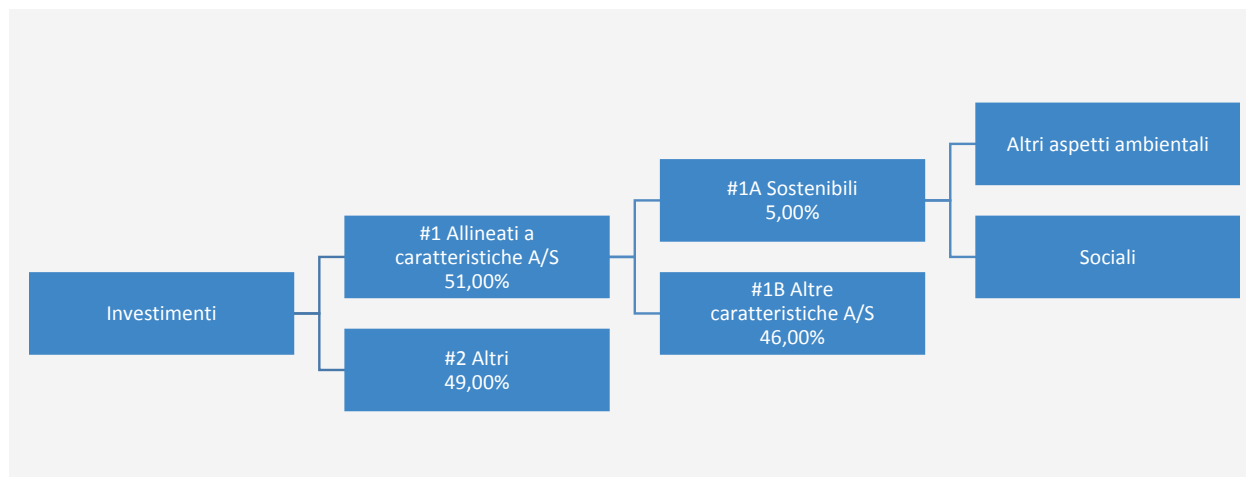 Investimenti
#1 Allineati a
caratteristiche A/S
51,00%
#2 Altri
49,00%
#1A Sostenibili
5,00%
#1B Altre
caratteristiche A/S
46,00%
Altri aspetti ambientali
Sociali